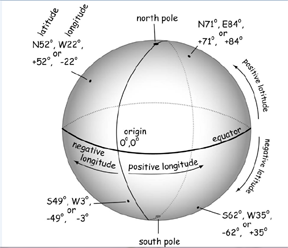 latitude
longitude
N52°, W22°,
or
+52°, -22°
north pole
N71°, E84°,
or
+71°, +84°
positive latitude
origin
0°,0°
equator
negative
longitude
positive longitude
negative latitude
S49°, W3°,
or
-49°, -3°
S62°, W35°,
or
-62°, +35°
south pole